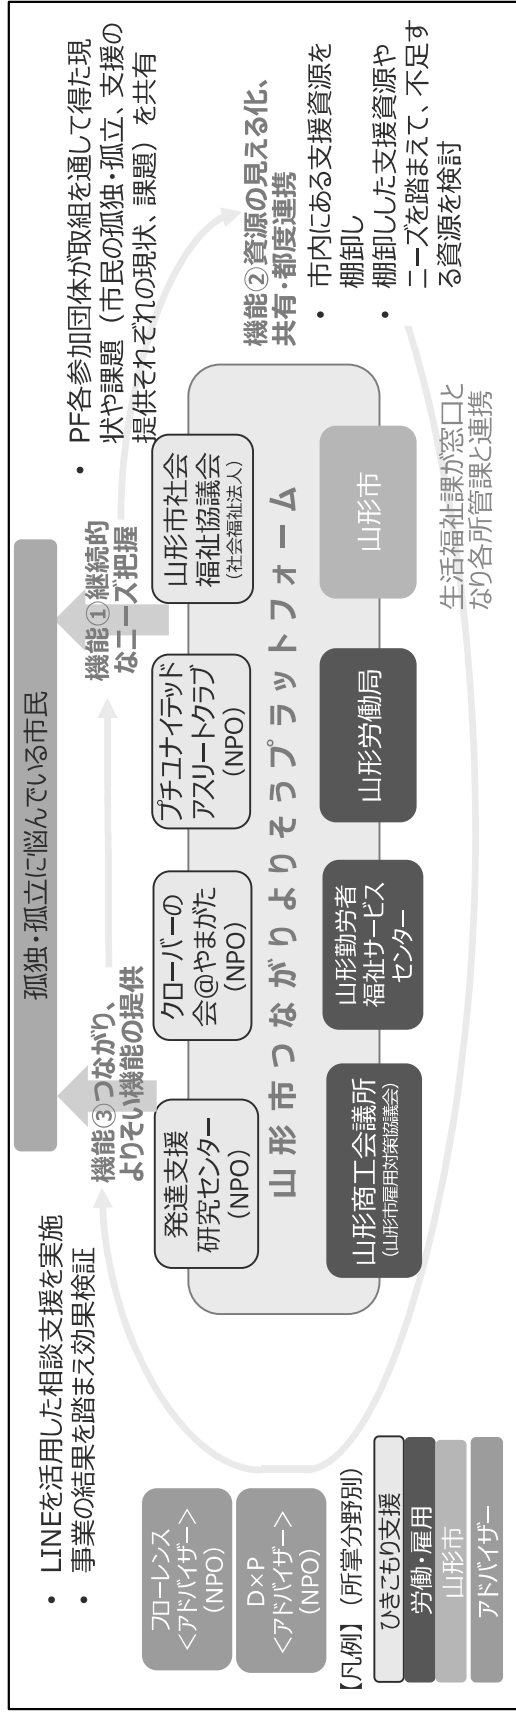 孤独・孤立に悩んでいる市民
・ LINEを活用した相談支援を実施
・ 事業の結果を踏まえ効果検証
機能③つながり、
よりそい機能の提供
機能①継続的
なニーズ把握
・ PF各参加団体が取組を通して得た現
状や課題（市民の孤独・孤立、支援の
提供それぞれの現状、課題）を共有
機能②資源の見える化、
共有・都度連携
・ 市内にある支援資源を
棚卸し
・ 棚卸しした支援資源や
ニーズを踏まえて、不足す
る資源を検討
発達支援
研究センター
（NPO）
クローバーの
会@やまがた
（NPO）
プチユナイテッド
アスリートクラブ
（NPO）
山形市社会
福祉協議会
（社会福祉法人）
山形市つながりよりそうプラットフォーム
山形商工会議所
（山形市雇用対策協議会）
山形勤労者
福祉サービス
センター
山形労働局
山形市
生活福祉課が窓口と
なり各所管課と連携
フローレンス
＜アドバイザー＞
（NPO）
D×P
＜アドバイザー＞
（NPO）
【凡例】（所掌分野別）
ひきこもり支援
労働・雇用
山形市
アドバイザー